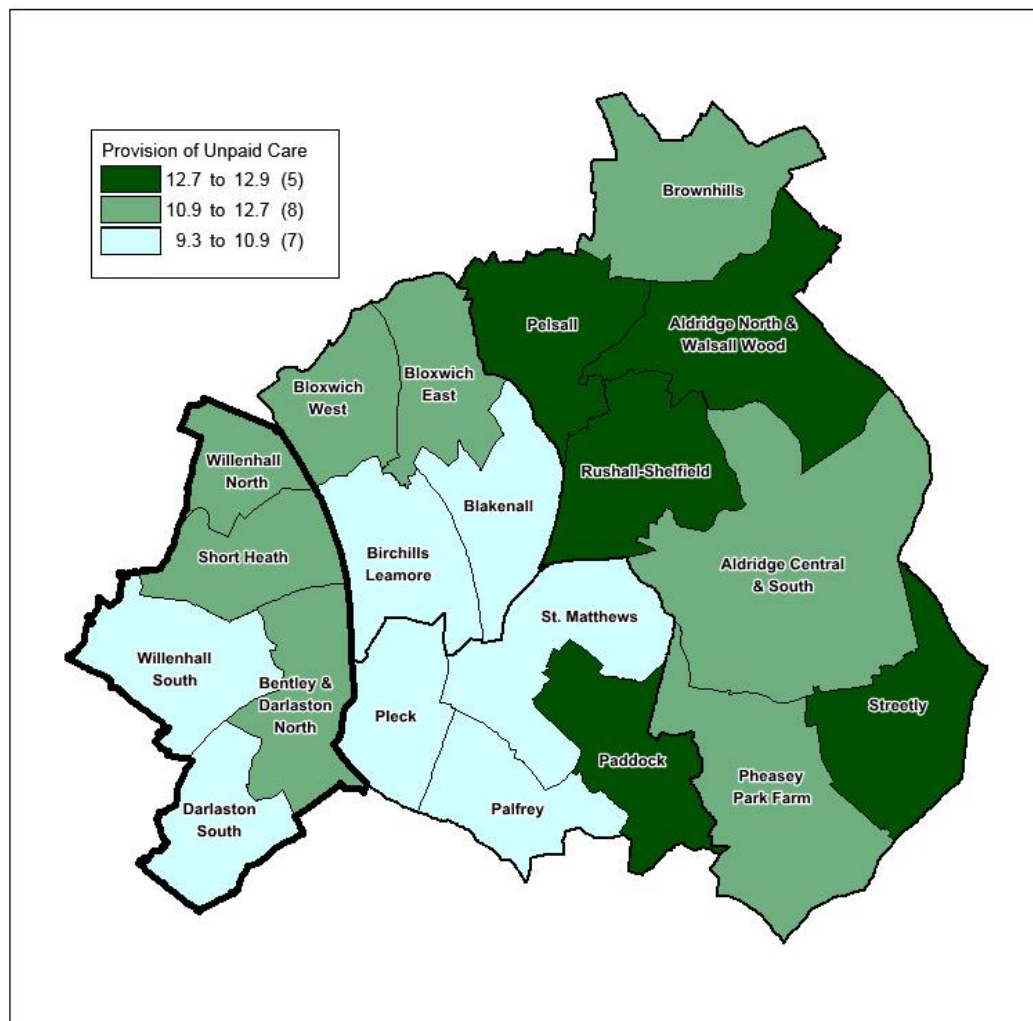 Provision of Unpaid Care
12.7 to 12.9 (5)
10.9 to 12.7 (8)
9.3 to 10.9 (7)
Brownhills
Pelsall
Aldridge North &
Walsall Wood
Bloxwich
East
Bloxwich
West
Willenhall
North
Rushall-Shelfield
Blakenall
Short Heath
Birchills
Leamore
Aldridge Central
& South
St. Matthews
Willenhall
South
Bentley &
Darlaston
North
Pleck
Streetly
Paddock
Pheasey
Park Farm
Palfrey
Darlaston
South